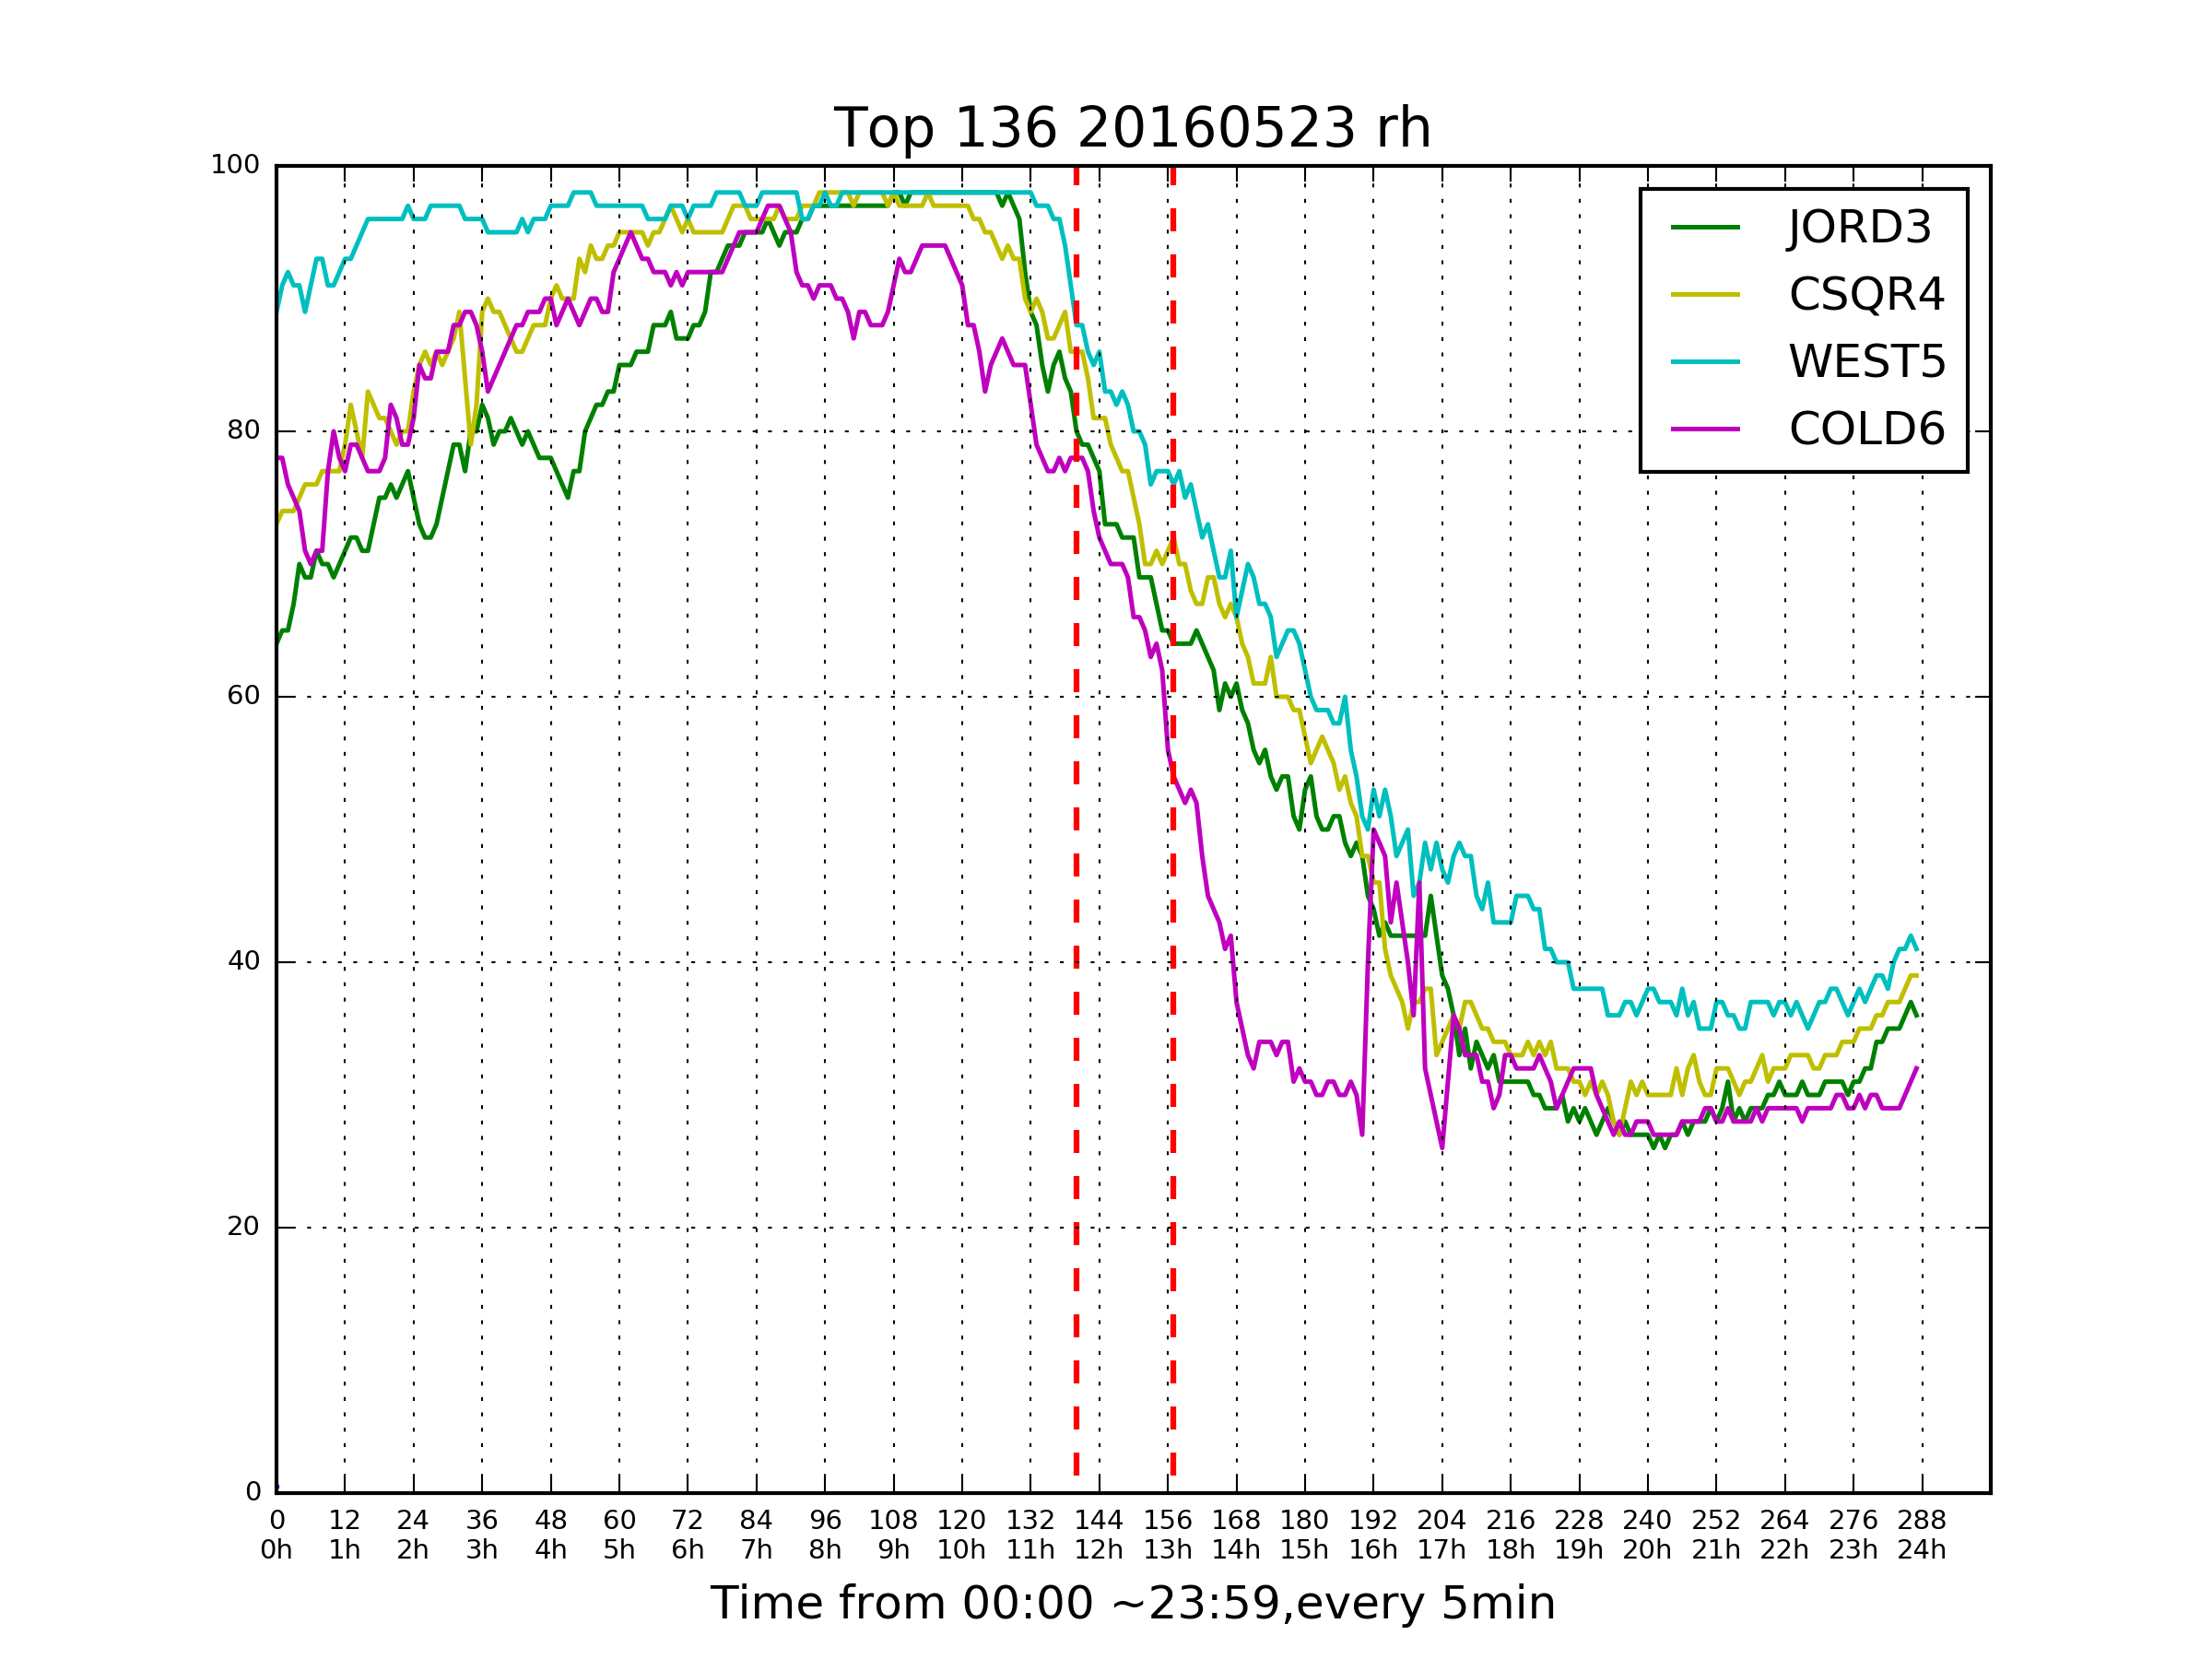 Top 136 20160523 rh
100
80
60
40
20
0
JORD3
CSQR4
WEST5
COLD6
0 12 24 36 48 60 72 84 96 108 120 132 144 156 168 180 192 204 216 228 240 252 264 276 288
0h 1h 2h 3h 4h 5h 6h 7h 8h 9h 10h 11h 12h 13h 14h 15h 16h 17h 18h 19h 20h 21h 22h 23h 24h
Time from 00:00 ~23:59,every 5min